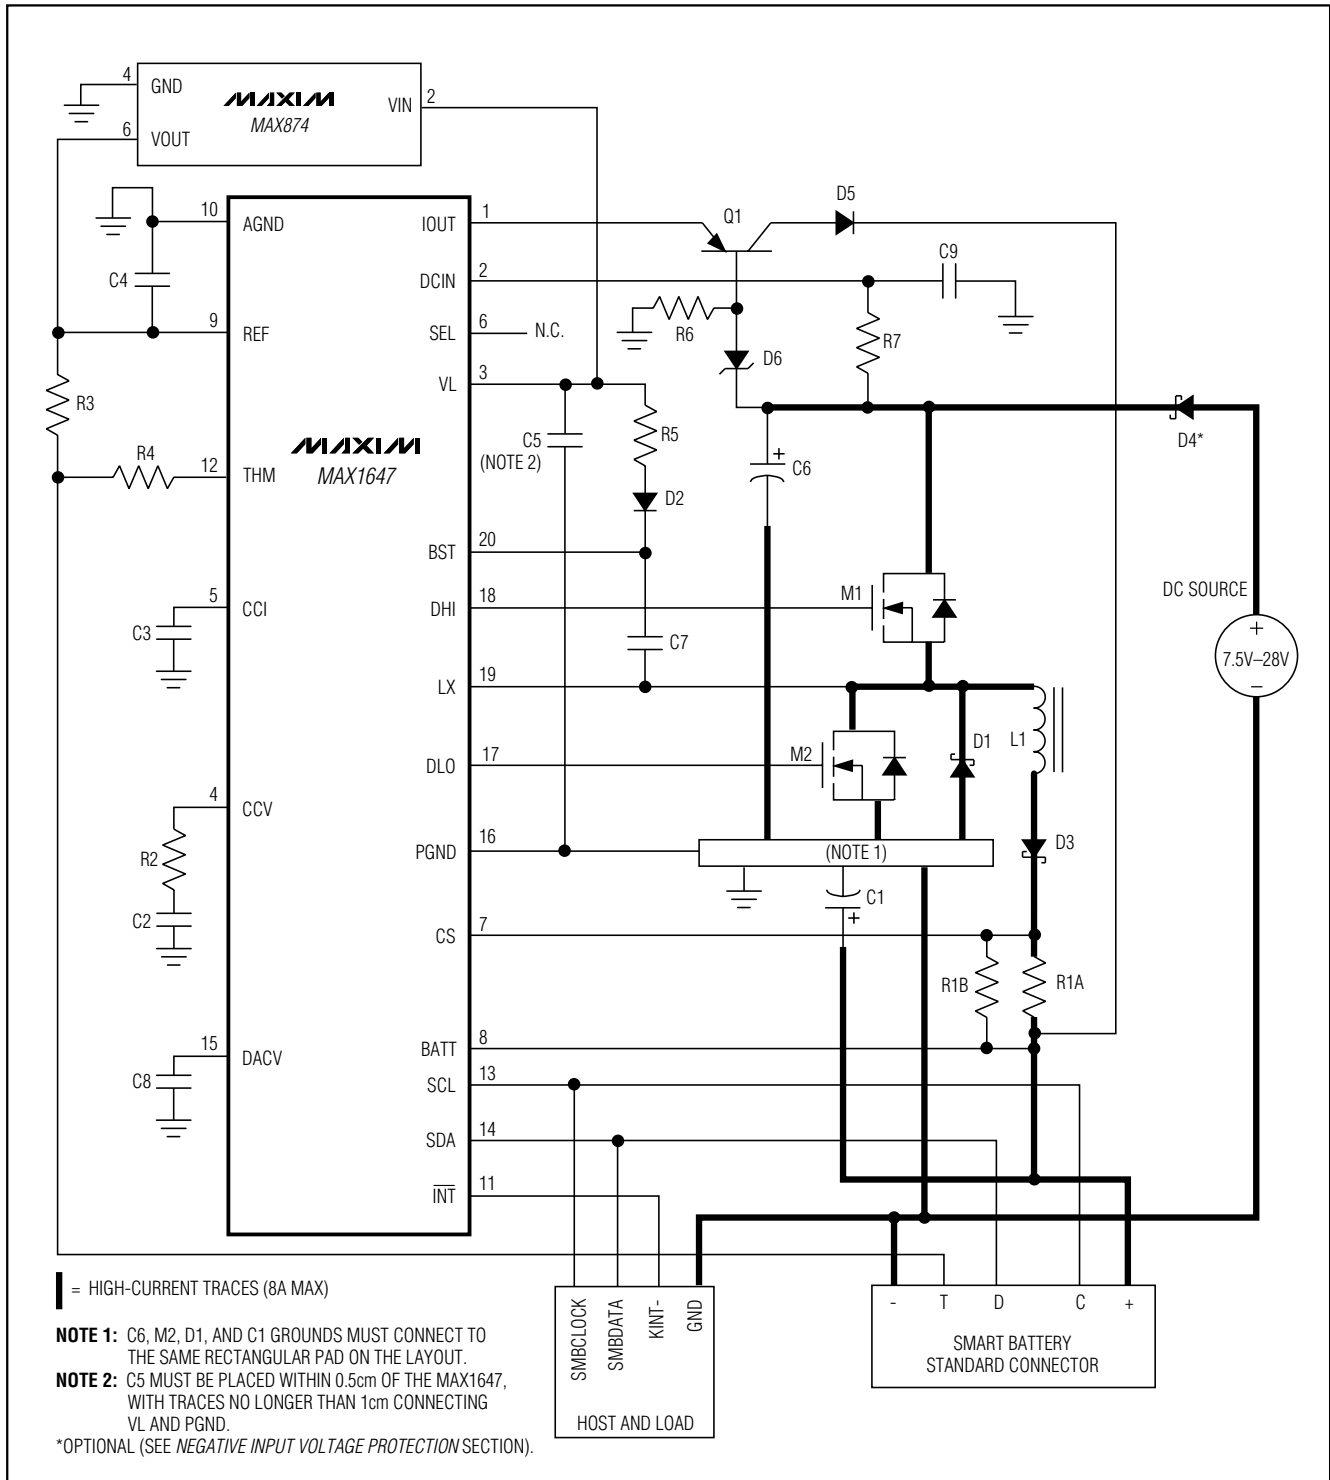 4
GND
MAXIM
MAX874
VIN
2
6
VOUT
10
AGND
IOUT
1
Q1
D5
C4
DCIN
2
C9
9
REF
SEL
6
N.C.
R6
D6
R7
VL
3
R3
C5
(NOTE 2)
R5
D4*
R4
12
THM
MAXIM
MAX1647
+
C6
D2
BST
20
5
CCI
DHI
18
M1
DC SOURCE
C3
C7
+
7.5V–28V
–
LX
19
M2
D1
L1
DLO
17
4
CCV
R2
PGND
16
(NOTE 1)
D3
C2
C1
+
CS
7
R1B
R1A
15
DACV
BATT
8
C8
SCL
13
SDA
14
INT
11
= HIGH-CURRENT TRACES (8A MAX)
NOTE 1: C6, M2, D1, AND C1 GROUNDS MUST CONNECT TO
THE SAME RECTANGULAR PAD ON THE LAYOUT.
NOTE 2: C5 MUST BE PLACED WITHIN 0.5cm OF THE MAX1647,
WITH TRACES NO LONGER THAN 1cm CONNECTING
VL AND PGND.
*OPTIONAL (SEE NEGATIVE INPUT VOLTAGE PROTECTION SECTION).
SMBCLOCK
SMBDATA
KINT-
GND
HOST AND LOAD
- T D C +
SMART BATTERY
STANDARD CONNECTOR